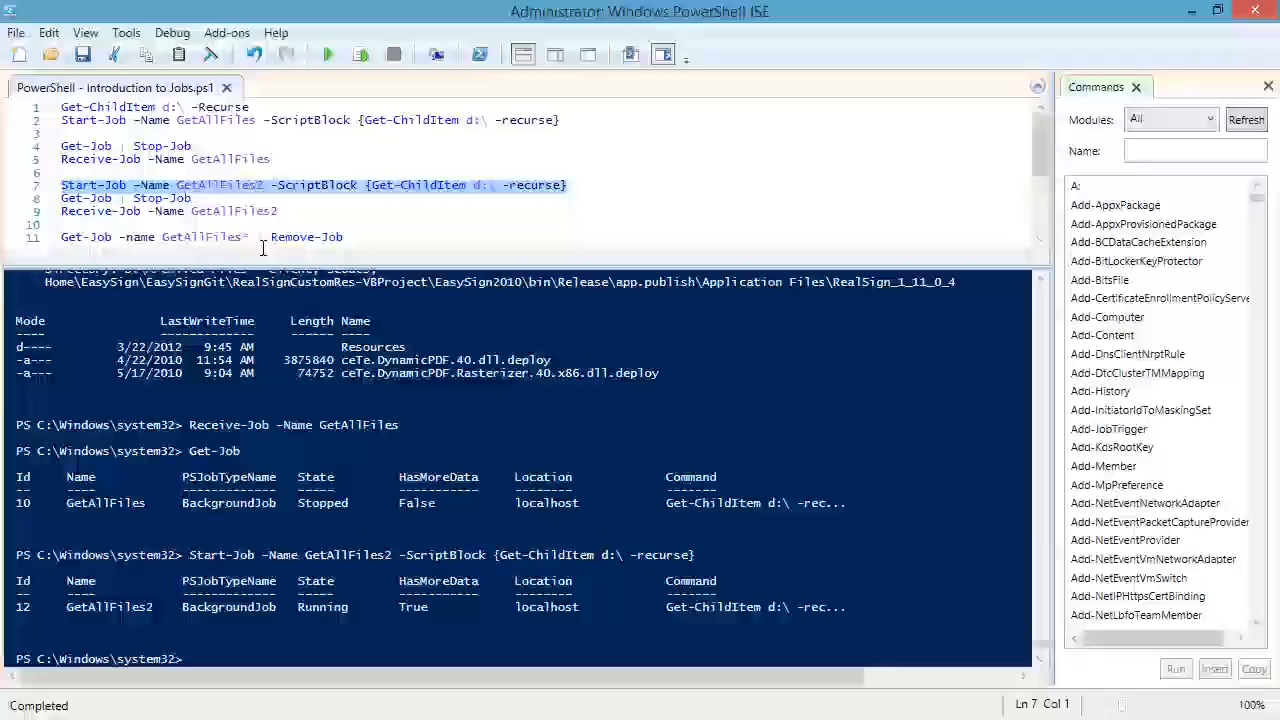 Administrator: Windows PowerShell ISE
File Edit View Tools Debug Add-ons Help
PowerShell - Introduction to Jobs.ps1
1 Get-ChildItem d:\ -Recurse
2 Start-Job -Name GetAllFiles -ScriptBlock {Get-ChildItem d:\ -recurse}
3
4 Get-Job | Stop-Job
5 Receive-Job -Name GetAllFiles
6
7 Start-Job -Name GetAllFiles2 -ScriptBlock {Get-ChildItem d:\ -recurse}
8 Get-Job | Stop-Job
9 Receive-Job -Name GetAllFiles2
10
11 Get-Job -name GetAllFiles* | Remove-Job
Home\EasySign\EasySignGit\RealSignCustomRes-VBProject\EasySign2010\bin\Release\app.publish\Application Files\RealSign_1_11_0_4
Mode LastWriteTime Length Name
---- ------------- ------ ----
d---- 3/22/2012 9:45 AM Resources
-a--- 4/22/2010 11:54 AM 3875840 ceTe.DynamicPDF.40.dll.deploy
-a--- 5/17/2010 9:04 AM 74752 ceTe.DynamicPDF.Rasterizer.40.x86.dll.deploy
PS C:\Windows\system32> Receive-Job -Name GetAllFiles
PS C:\Windows\system32> Get-Job
Id Name PSJobTypeName State HasMoreData Location Command
-- ---- ------------- ----- ----------- -------- -------
10 GetAllFiles BackgroundJob Stopped False localhost Get-ChildItem d:\ -rec...
PS C:\Windows\system32> Start-Job -Name GetAllFiles2 -ScriptBlock {Get-ChildItem d:\ -recurse}
Id Name PSJobTypeName State HasMoreData Location Command
-- ---- ------------- ----- ----------- -------- -------
12 GetAllFiles2 BackgroundJob Running True localhost Get-ChildItem d:\ -rec...
PS C:\Windows\system32>
Commands
Modules: All Refresh
Name:
A:
Add-AppxPackage
Add-AppxProvisionedPackage
Add-BCDataCacheExtension
Add-BitLockerKeyProtector
Add-BitsFile
Add-CertificateEnrollmentPolicyServe
Add-Computer
Add-Content
Add-DnsClientNrptRule
Add-DtcClusterTMMapping
Add-History
Add-InitiatorIdToMaskingSet
Add-JobTrigger
Add-KdsRootKey
Add-Member
Add-MpPreference
Add-NetEventNetworkAdapter
Add-NetEventPacketCaptureProvider
Add-NetEventProvider
Add-NetEventVmNetworkAdapter
Add-NetEventVmSwitch
Add-NetIPHttpsCertBinding
Add-NetLbfoTeamMember
Run Insert Copy
Completed
Ln 7 Col 1
100%